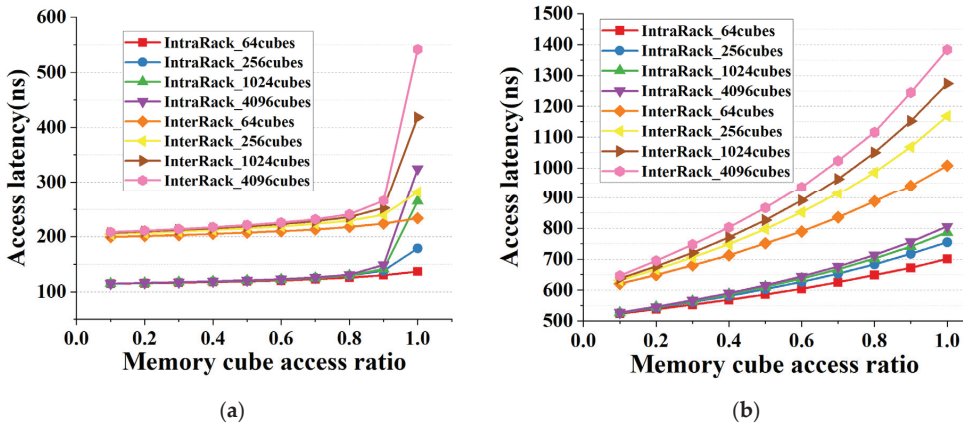 600
500
400
300
200
100
Access latency(ns)
IntraRack_64cubes
IntraRack_256cubes
IntraRack_1024cubes
IntraRack_4096cubes
InterRack_64cubes
InterRack_256cubes
InterRack_1024cubes
InterRack_4096cubes
0.0 0.2 0.4 0.6 0.8 1.0
Memory cube access ratio
(a)
1500
1400
1300
1200
1100
1000
900
800
700
600
500
Access latency(ns)
IntraRack_64cubes
IntraRack_256cubes
IntraRack_1024cubes
IntraRack_4096cubes
InterRack_64cubes
InterRack_256cubes
InterRack_1024cubes
InterRack_4096cubes
0.0 0.2 0.4 0.6 0.8 1.0
Memory cube access ratio
(b)